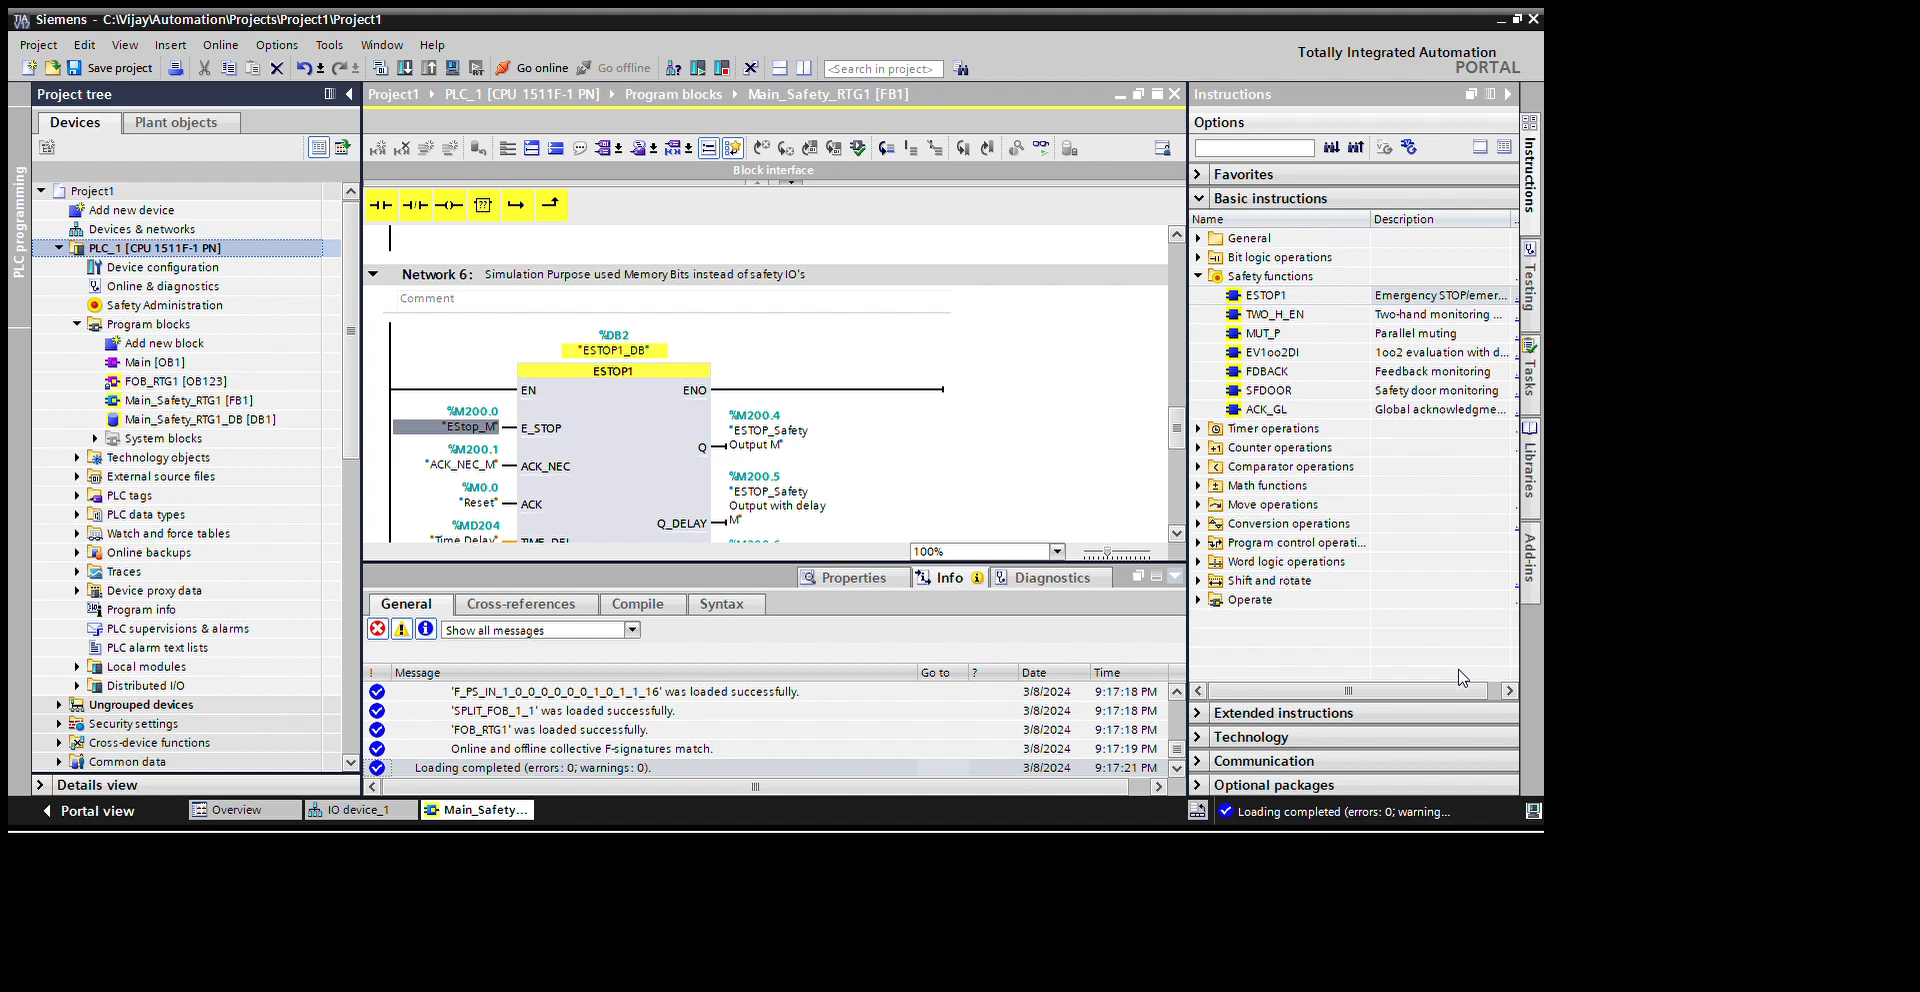 Siemens - C:\Vijay\Automation\Projects\Project1\Project1
Project Edit View Insert Online Options Tools Window Help
Totally Integrated Automation
PORTAL
Save project
Go online
Go offline
<Search in project>
Project tree
Project1 PLC_1 [CPU 1511F-1 PN] Program blocks Main_Safety_RTG1 [FB1]
Instructions
Devices
Plant objects
Options
PLC programming
Block interface
Project1
Add new device
Devices & networks
PLC_1 [CPU 1511F-1 PN]
Device configuration
Online & diagnostics
Safety Administration
Program blocks
Add new block
Main [OB1]
FOB_RTG1 [OB123]
Main_Safety_RTG1 [FB1]
Main_Safety_RTG1_DB [DB1]
System blocks
Technology objects
External source files
PLC tags
PLC data types
Watch and force tables
Online backups
Traces
Device proxy data
Program info
PLC supervisions & alarms
PLC alarm text lists
Local modules
Distributed I/O
Ungrouped devices
Security settings
Cross-device functions
Common data
Details view
Network 6: Simulation Purpose used Memory Bits instead of safety IO's
Comment
%DB2
"ESTOP1_DB"
ESTOP1
EN
ENO
%M200.0
"EStop_M"
E_STOP
%M200.1
"ACK_NEC_M"
ACK_NEC
%M0.0
"Reset"
ACK
%MD204
"Time Delay"
TIME_DEL
%M200.4
"ESTOP_Safety
Output M"
Q
%M200.5
"ESTOP_Safety
Output with delay
M"
Q_DELAY
100%
Properties
Info
Diagnostics
General
Cross-references
Compile
Syntax
Show all messages
! Message Go to ? Date Time
'F_PS_IN_1_0_0_0_0_0_0_1_0_1_1_16' was loaded successfully. 3/8/2024 9:17:18 PM
'SPLIT_FOB_1_1' was loaded successfully. 3/8/2024 9:17:18 PM
'FOB_RTG1' was loaded successfully. 3/8/2024 9:17:18 PM
Online and offline collective F-signatures match. 3/8/2024 9:17:19 PM
Loading completed (errors: 0; warnings: 0). 3/8/2024 9:17:21 PM
Favorites
Basic instructions
Name Description
General
Bit logic operations
Safety functions
ESTOP1 Emergency STOP/emer...
TWO_H_EN Two-hand monitoring ...
MUT_P Parallel muting
EV1oo2DI 1oo2 evaluation with d...
FDBACK Feedback monitoring
SFDOOR Safety door monitoring
ACK_GL Global acknowledgme...
Timer operations
Counter operations
Comparator operations
Math functions
Move operations
Conversion operations
Program control operati...
Word logic operations
Shift and rotate
Operate
Extended instructions
Technology
Communication
Optional packages
Instructions
Testing
Tasks
Libraries
Add-ins
Portal view
Overview
IO device_1
Main_Safety...
Loading completed (errors: 0; warning...